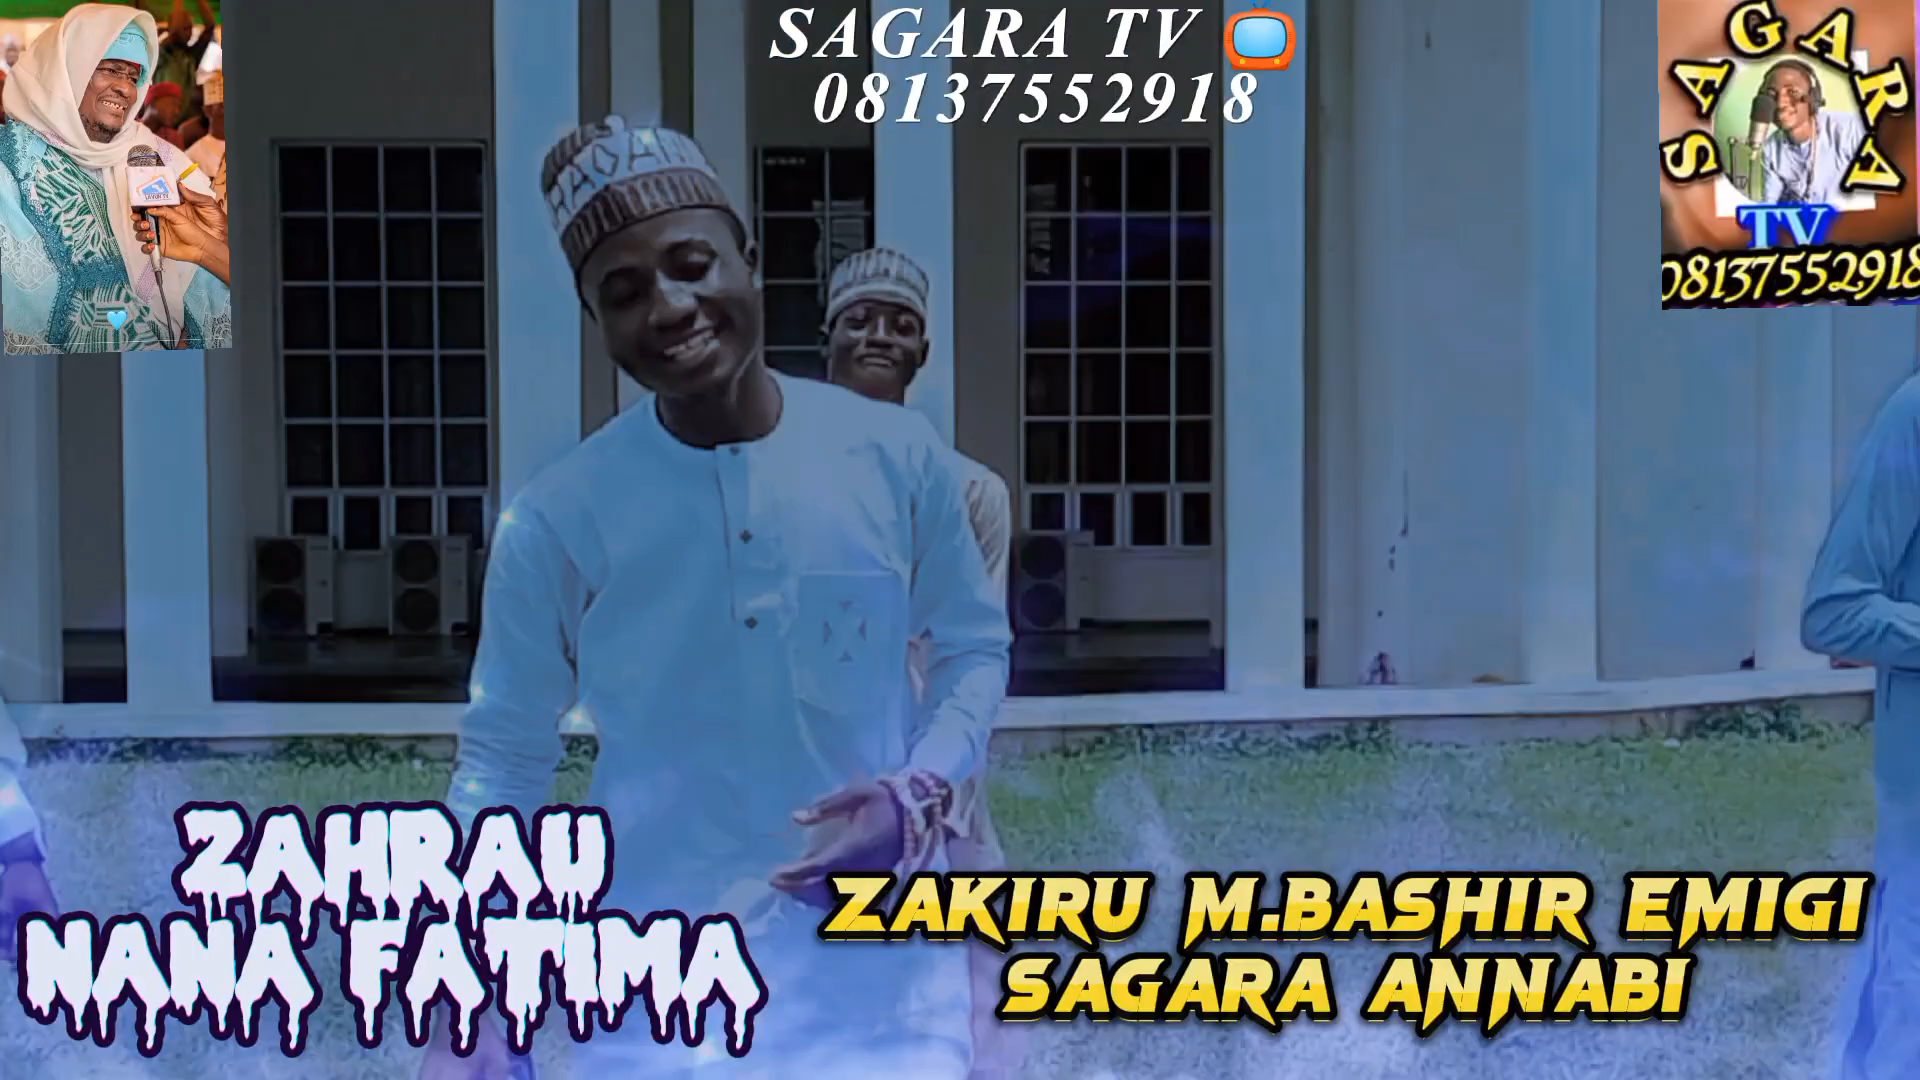 SAGARA TV 📺
08137552918
SAGARA
TV
08137552918
ZAHRAU
NANA FATIMA
ZAKIRU M.BASHIR EMIGI
SAGARA ANNABI